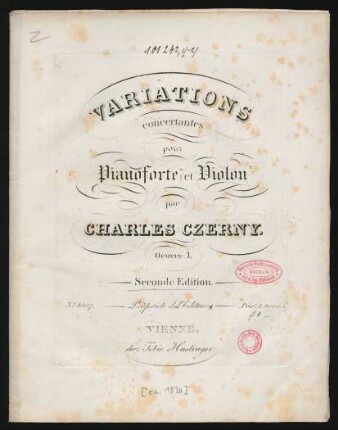 VARIATIONS
concertantes
pour
Pianoforte et Violon
par
CHARLES CZERNY.
Oeuvre 1.
Seconde Edition.
Propriété de l'Editeur
VIENNE,
chez Tobie Haslinger.